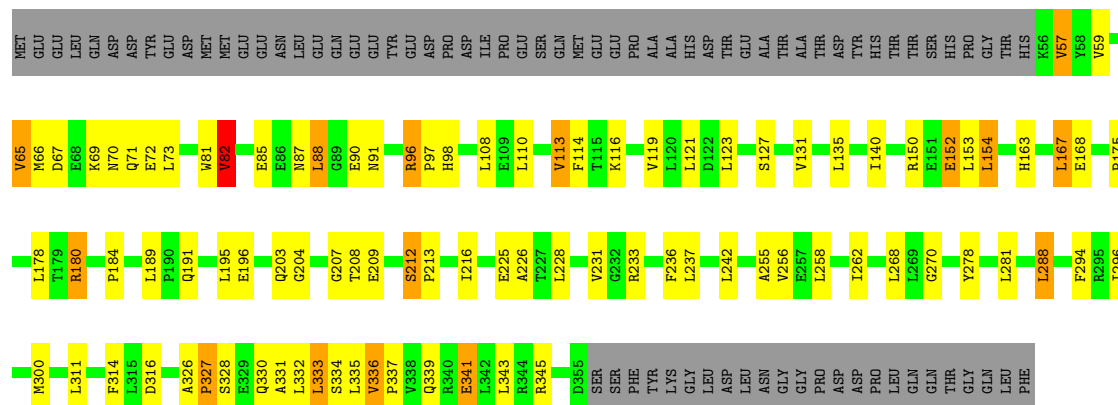 MET GLU GLU LEU GLN ASP ASP TYR GLU ASP MET MET GLU GLU ASN LEU GLU GLN GLU GLU TYR GLU ASP PRO ASP ILE PRO GLU SER GLN MET GLU GLU PRO ALA ALA HIS ASP THR GLU ALA THR ALA THR ASP TYR HIS THR THR SER HIS PRO GLY THR HIS K56 V57 Y58 V59
V65 M66 D67 E68 K69 N70 Q71 E72 L73 W81 V82 E85 E86 N87 L88 G89 E90 N91 R96 P97 H98 L108 E109 L110 V113 F114 T115 K116 V119 L120 L121 D122 L123 S127 V131 L135 I140 R150 E151 E152 L153 L154 H163 L167 E168
L178 T179 R180 P184 L189 P190 Q191 L195 E196 Q203 G204 G207 T208 E209 S212 P213 I216 E225 A226 T227 L228 V231 G232 R233 F236 L237 L242 A255 V256 E257 L258 I262 L268 L269 G270 Y278 L281 L288 F294 R295
M300 L311 F314 L315 D316 A326 P327 S328 E329 Q330 A331 L332 L333 S334 L335 V336 P337 V338 Q339 R340 E341 L342 L343 R344 R345 D355 SER SER PHE TYR LYS GLY LEU ASP LEU ASN GLY GLY PRO ASP ASP PRO LEU GLN GLN THR GLY GLN LEU PHE